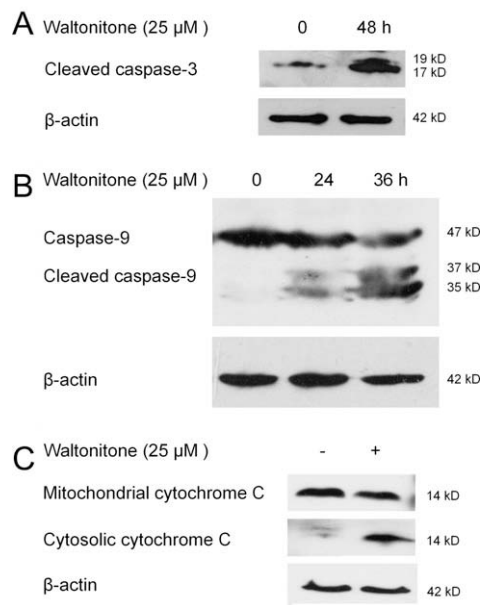 A
Waltonitone (25 µM ) 0 48 h
Cleaved caspase-3 19 kD
17 kD
β-actin 42 kD
B Waltonitone (25 µM ) 0 24 36 h
Caspase-9 47 kD
Cleaved caspase-9 37 kD
35 kD
β-actin 42 kD
C Waltonitone (25 µM ) - +
Mitochondrial cytochrome C 14 kD
Cytosolic cytochrome C 14 kD
β-actin 42 kD